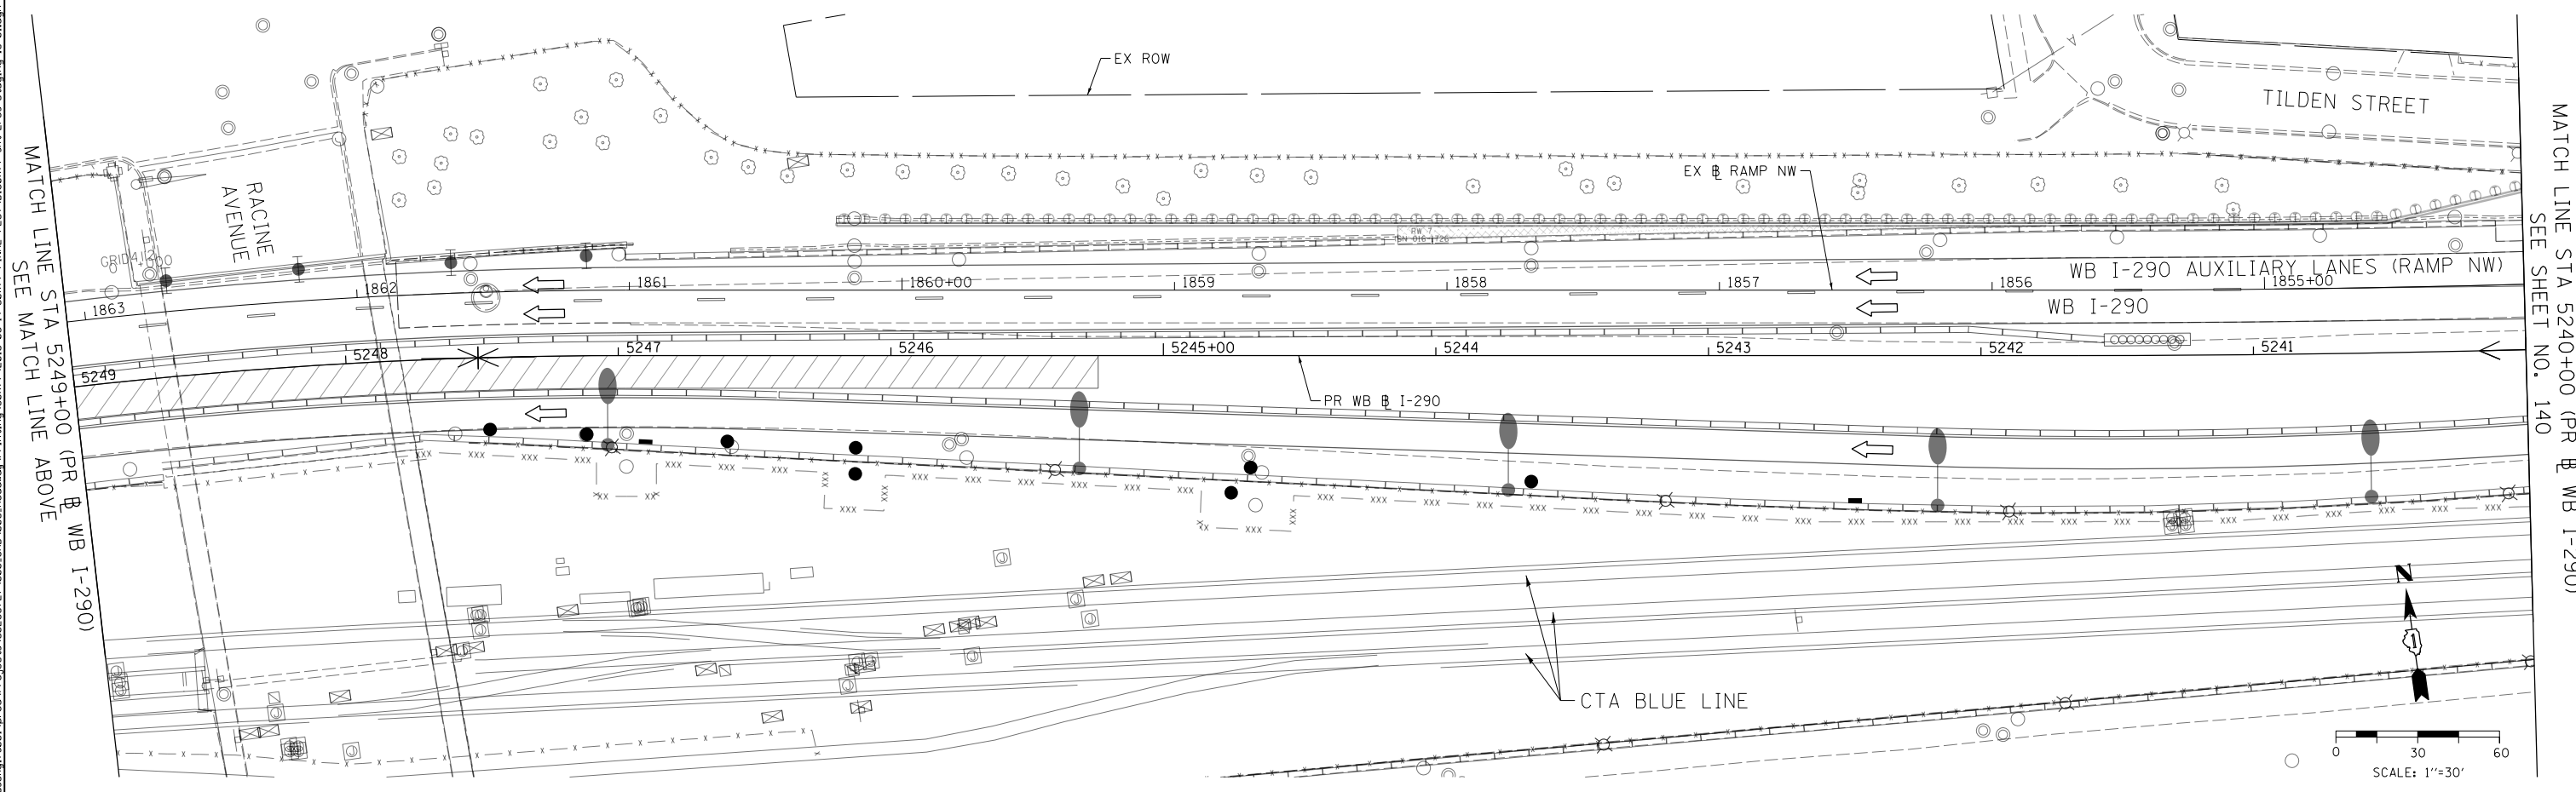 EX ROW
TILDEN STREET
EX ⅊ RAMP NW
RACINE
AVENUE
RW 7
WB I-290 AUXILIARY LANES (RAMP NW)
1863
1862
1861
1860+00
1859
1858
1857
1856
1855+00
WB I-290
5249
5248
5247
5246
5245+00
5244
5243
5242
5241
PR WB ⅊ I-290
CTA BLUE LINE
N
1
0 30 60
SCALE: 1''=30'
MATCH LINE STA 5249+00 (PR ⅊ WB I-290)
SEE MATCH LINE ABOVE
MATCH LINE STA 5240+00 (PR ⅊ WB I-290)
SEE SHEET NO. 140